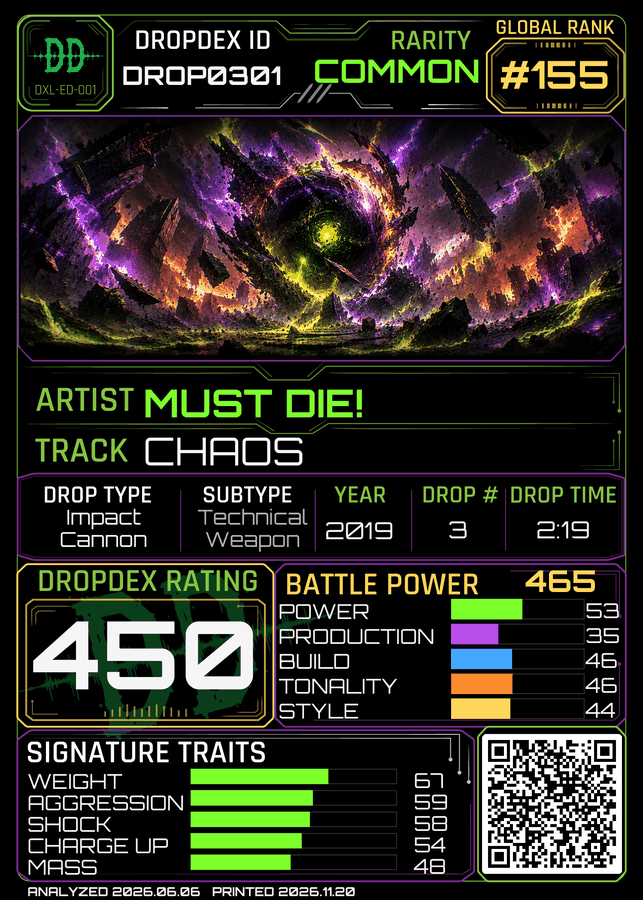 DD
DXL-ED-001
DROPDEX ID
DROP0301
RARITY
COMMON
GLOBAL RANK
#155
ARTIST MUST DIE!
TRACK CHAOS
DROP TYPE
Impact
Cannon
SUBTYPE
Technical
Weapon
YEAR
2019
DROP #
3
DROP TIME
2:19
DROPDEX RATING
450
BATTLE POWER 465
POWER 53
PRODUCTION 35
BUILD 46
TONALITY 46
STYLE 44
SIGNATURE TRAITS
WEIGHT 67
AGGRESSION 59
SHOCK 58
CHARGE UP 54
MASS 48
ANALYZED 2026.06.06 PRINTED 2026.11.20